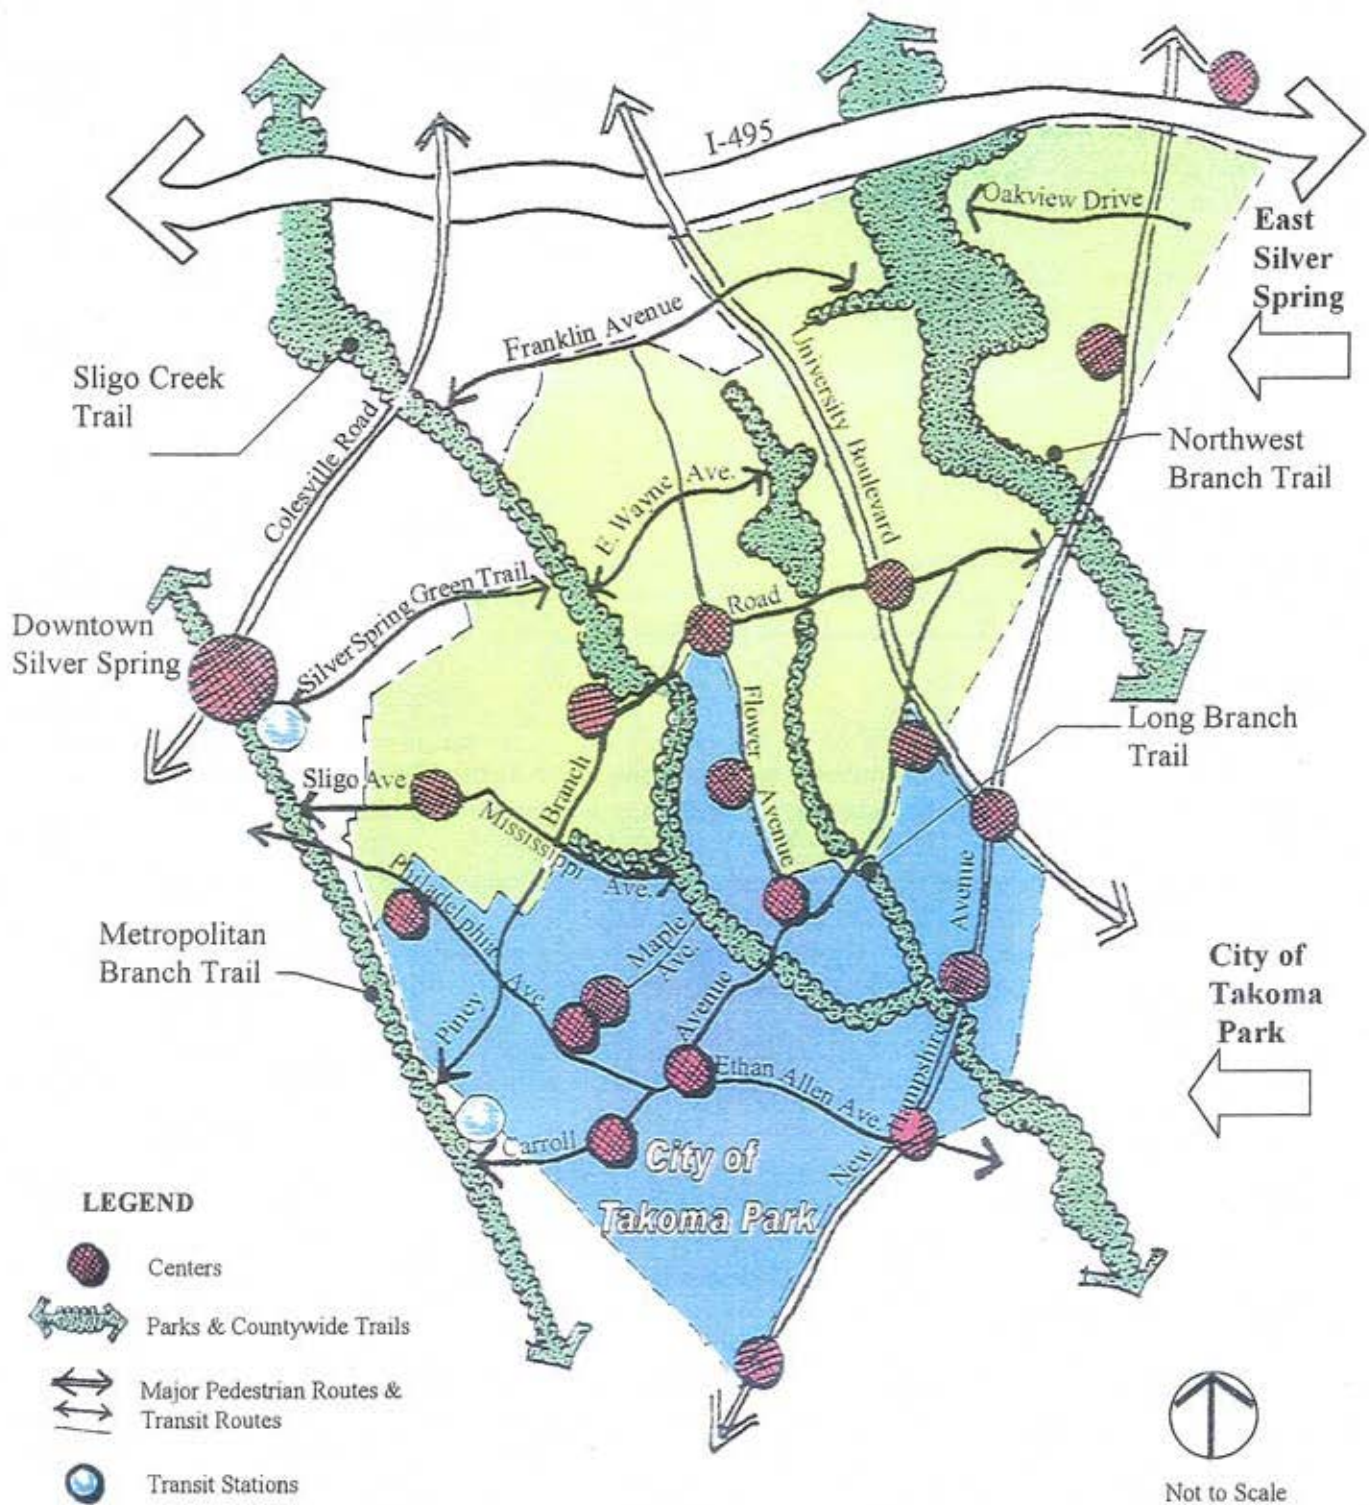 I-495
Oakview Drive
East
Silver
Spring
Franklin Avenue
University Boulevard
Sligo Creek
Trail
Colesville Road
Northwest
Branch Trail
E. Wayne Ave.
Silver Spring Green Trail
Road
Downtown
Silver Spring
Flower
Avenue
Long Branch
Trail
Sligo Ave
Branch
Mississippi
Ave.
Philadelphia
Ave.
Maple
Ave.
Avenue
Avenue
Metropolitan
Branch Trail
City of
Takoma
Park
Piney
Ethan Allen Ave.
New
Carroll
City of
Takoma Park
LEGEND
Centers
Parks & Countywide Trails
Major Pedestrian Routes &
Transit Routes
Transit Stations
Not to Scale